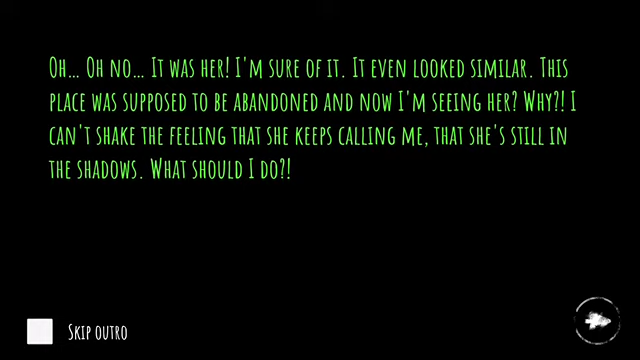 Oh... Oh no... It was her! I'm sure of it. It even looked similar. This
place was supposed to be abandoned and now I'm seeing her? Why?! I
can't shake the feeling that she keeps calling me, that she's still in
the shadows. What should I do?!
Skip outro